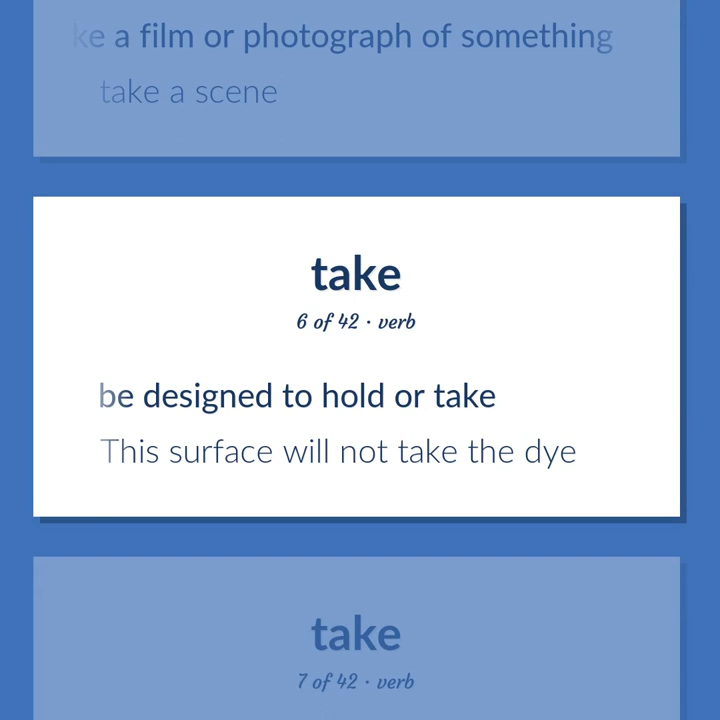 ke a film or photograph of something
take a scene
take
6 of 42 · verb
be designed to hold or take
This surface will not take the dye
take
7 of 42 · verb